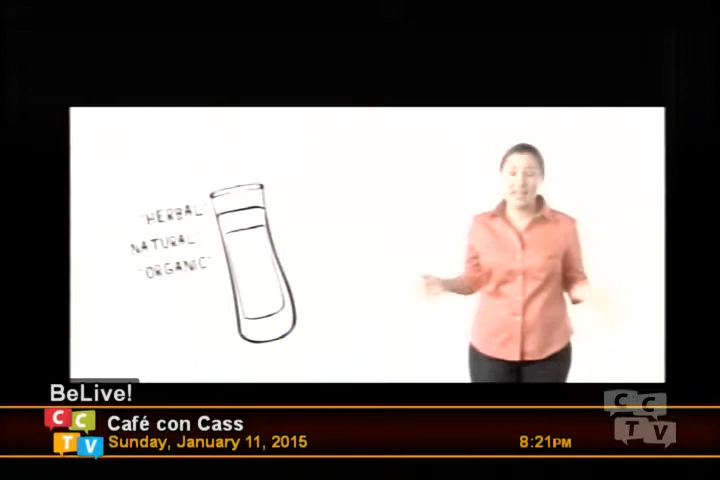 "HERBAL"
NATURAL"
"ORGANIC"
BeLive!
CCTV
Café con Cass
Sunday, January 11, 2015
8:21PM
CCTV